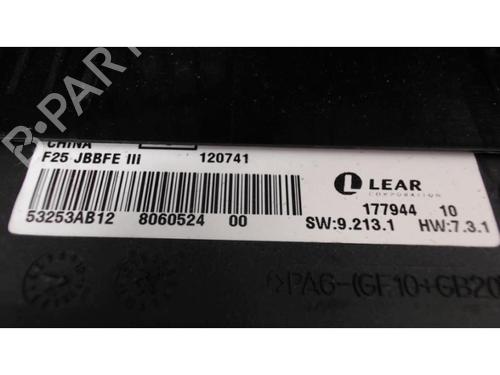 B-PARTS
CHINA
F25 JBBFE III 120741
LEAR
CORPORATION
53253AB12 8060524 00
177944 10
SW:9.213.1 HW:7.3.1
>PA6-(GF10+GB20)